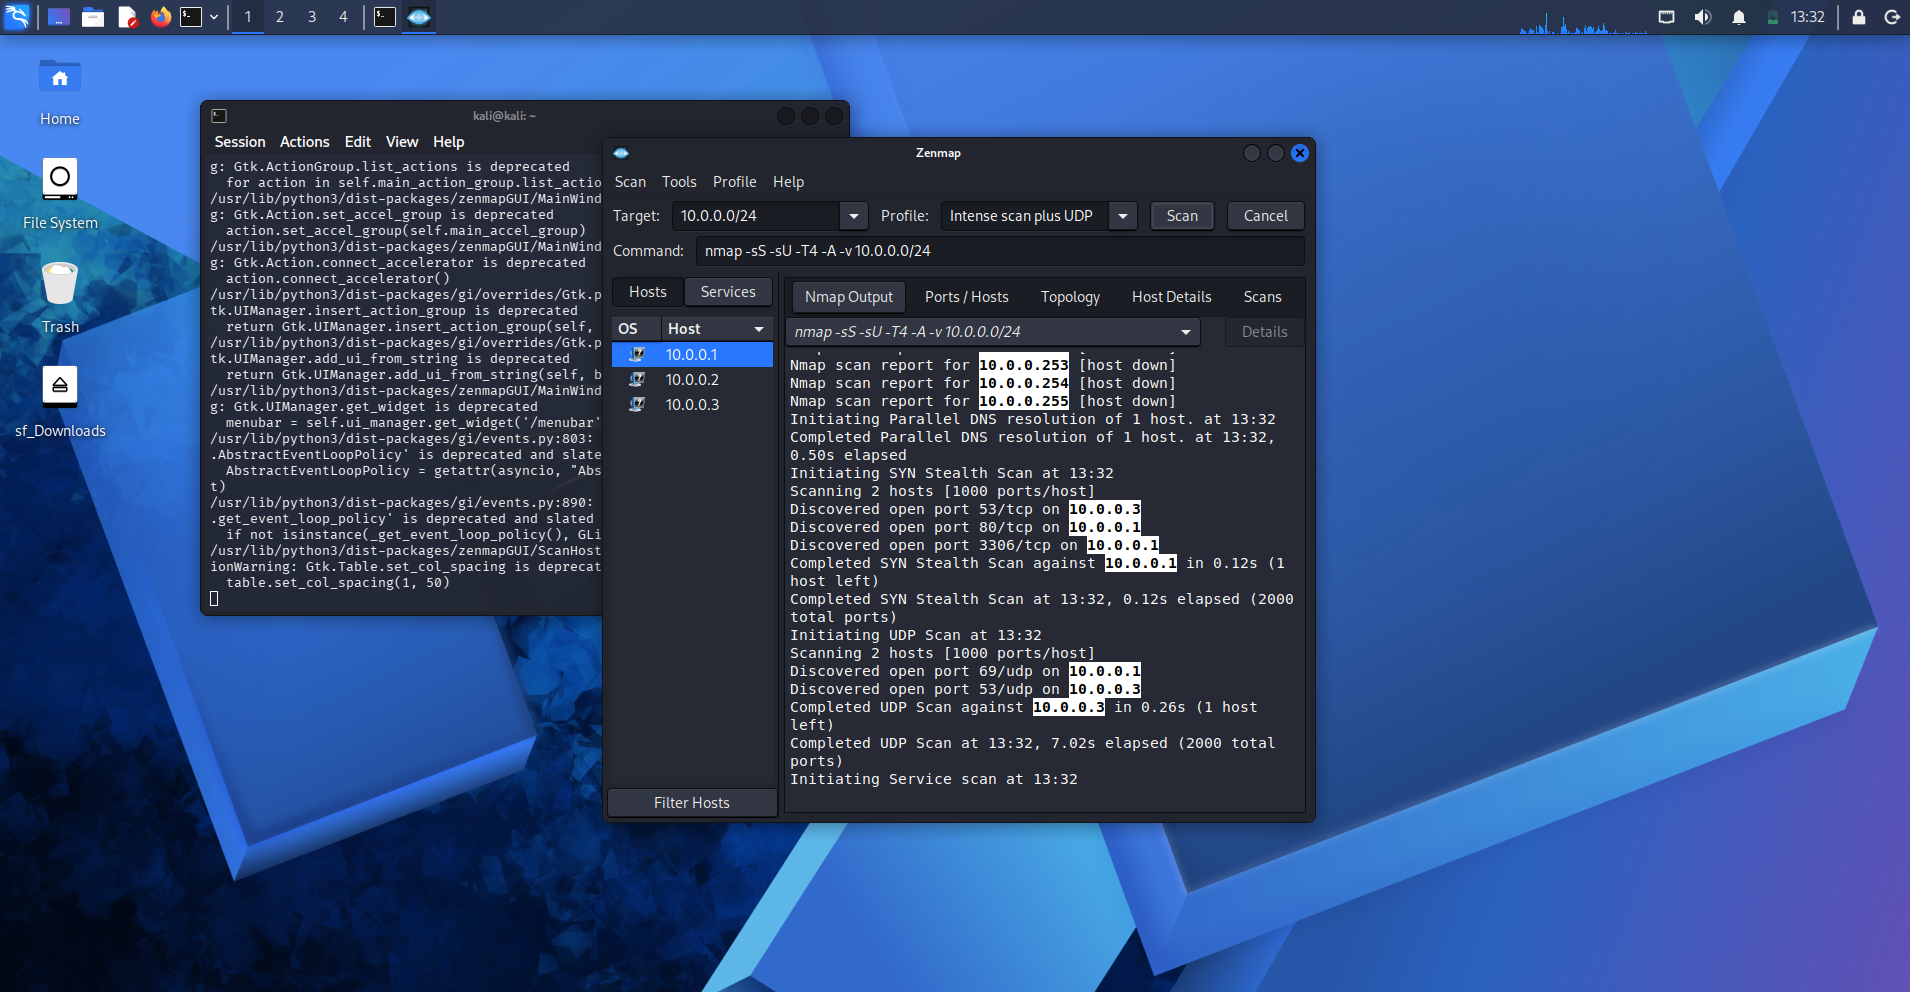 1 2 3 4
13:32
Home
File System
Trash
sf_Downloads
kali@kali: ~
Session Actions Edit View Help
g: Gtk.ActionGroup.list_actions is deprecated
for action in self.main_action_group.list_actio
/usr/lib/python3/dist-packages/zenmapGUI/MainWind
g: Gtk.Action.set_accel_group is deprecated
action.set_accel_group(self.main_accel_group)
/usr/lib/python3/dist-packages/zenmapGUI/MainWind
g: Gtk.Action.connect_accelerator is deprecated
action.connect_accelerator()
/usr/lib/python3/dist-packages/gi/overrides/Gtk.p
tk.UIManager.insert_action_group is deprecated
return Gtk.UIManager.insert_action_group(self,
/usr/lib/python3/dist-packages/gi/overrides/Gtk.p
tk.UIManager.add_ui_from_string is deprecated
return Gtk.UIManager.add_ui_from_string(self, b
/usr/lib/python3/dist-packages/zenmapGUI/MainWind
g: Gtk.UIManager.get_widget is deprecated
menubar = self.ui_manager.get_widget('/menubar'
/usr/lib/python3/dist-packages/gi/events.py:803:
.AbstractEventLoopPolicy' is deprecated and slate
AbstractEventLoopPolicy = getattr(asyncio, "Abs
t)
/usr/lib/python3/dist-packages/gi/events.py:890:
.get_event_loop_policy' is deprecated and slated
if not isinstance(_get_event_loop_policy(), GLi
/usr/lib/python3/dist-packages/zenmapGUI/ScanHost
ionWarning: Gtk.Table.set_col_spacing is deprecat
table.set_col_spacing(1, 50)
Zenmap
Scan Tools Profile Help
Target: 10.0.0.0/24 Profile: Intense scan plus UDP Scan Cancel
Command: nmap -sS -sU -T4 -A -v 10.0.0.0/24
Hosts Services
OS Host
10.0.0.1
10.0.0.2
10.0.0.3
Filter Hosts
Nmap Output Ports / Hosts Topology Host Details Scans
nmap -sS -sU -T4 -A -v 10.0.0.0/24 Details
Nmap scan report for 10.0.0.253 [host down]
Nmap scan report for 10.0.0.254 [host down]
Nmap scan report for 10.0.0.255 [host down]
Initiating Parallel DNS resolution of 1 host. at 13:32
Completed Parallel DNS resolution of 1 host. at 13:32,
0.50s elapsed
Initiating SYN Stealth Scan at 13:32
Scanning 2 hosts [1000 ports/host]
Discovered open port 53/tcp on 10.0.0.3
Discovered open port 80/tcp on 10.0.0.1
Discovered open port 3306/tcp on 10.0.0.1
Completed SYN Stealth Scan against 10.0.0.1 in 0.12s (1
host left)
Completed SYN Stealth Scan at 13:32, 0.12s elapsed (2000
total ports)
Initiating UDP Scan at 13:32
Scanning 2 hosts [1000 ports/host]
Discovered open port 69/udp on 10.0.0.1
Discovered open port 53/udp on 10.0.0.3
Completed UDP Scan against 10.0.0.3 in 0.26s (1 host
left)
Completed UDP Scan at 13:32, 7.02s elapsed (2000 total
ports)
Initiating Service scan at 13:32